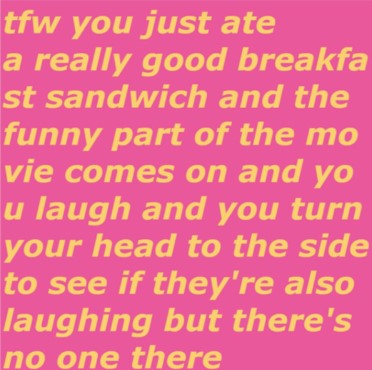 tfw you just ate
a really good breakfa
st sandwich and the
funny part of the mo
vie comes on and yo
u laugh and you turn
your head to the side
to see if they're also
laughing but there's
no one there